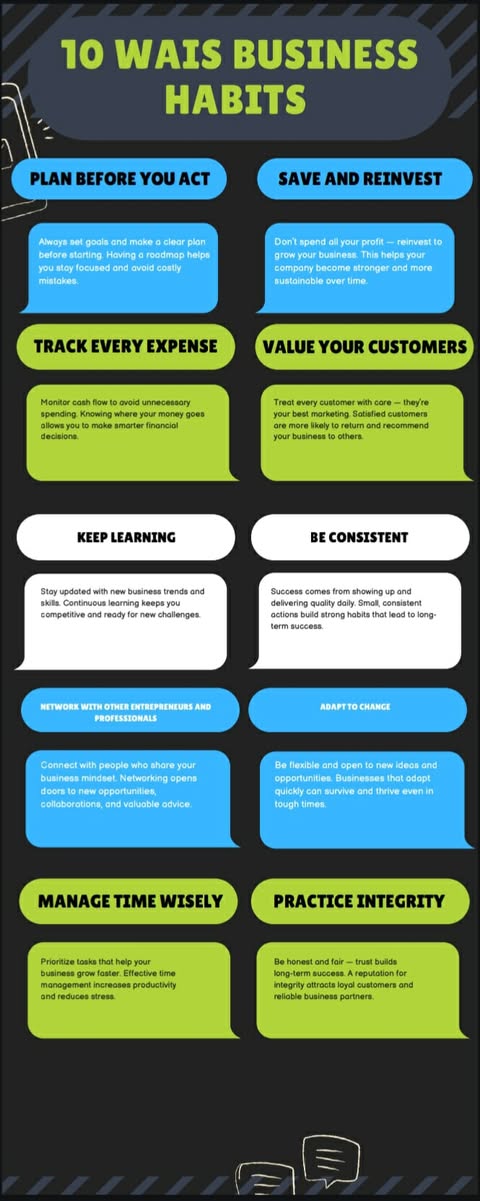 10 WAIS BUSINESS
HABITS
PLAN BEFORE YOU ACT
Always set goals and make a clear plan
before starting. Having a roadmap helps
you stay focused and avoid costly
mistakes.
SAVE AND REINVEST
Don't spend all your profit — reinvest to
grow your business. This helps your
company become stronger and more
sustainable over time.
TRACK EVERY EXPENSE
Monitor cash flow to avoid unnecessary
spending. Knowing where your money goes
allows you to make smarter financial
decisions.
VALUE YOUR CUSTOMERS
Treat every customer with care — they're
your best marketing. Satisfied customers
are more likely to return and recommend
your business to others.
KEEP LEARNING
Stay updated with new business trends and
skills. Continuous learning keeps you
competitive and ready for new challenges.
BE CONSISTENT
Success comes from showing up and
delivering quality daily. Small, consistent
actions build strong habits that lead to long-
term success.
NETWORK WITH OTHER ENTREPRENEURS AND
PROFESSIONALS
Connect with people who share your
business mindset. Networking opens
doors to new opportunities,
collaborations, and valuable advice.
ADAPT TO CHANGE
Be flexible and open to new ideas and
opportunities. Businesses that adapt
quickly can survive and thrive even in
tough times.
MANAGE TIME WISELY
Prioritize tasks that help your
business grow faster. Effective time
management increases productivity
and reduces stress.
PRACTICE INTEGRITY
Be honest and fair — trust builds
long-term success. A reputation for
integrity attracts loyal customers and
reliable business partners.